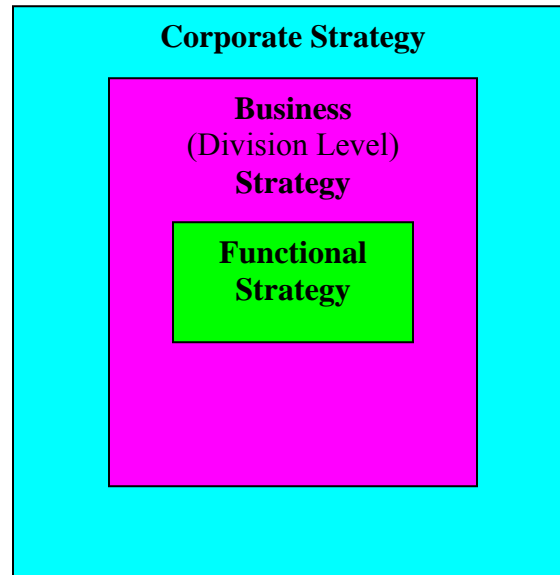 Corporate Strategy
Business
(Division Level)
Strategy
Functional
Strategy